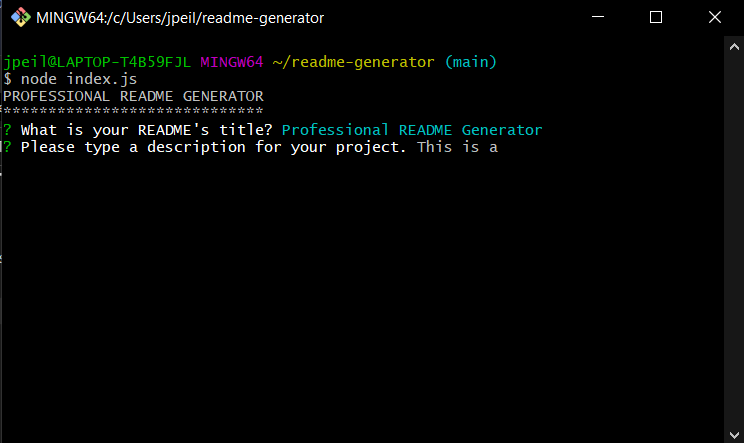 MINGW64:/c/Users/jpeil/readme-generator
jpeil@LAPTOP-T4B59FJL MINGW64 ~/readme-generator (main)
$ node index.js
PROFESSIONAL README GENERATOR
*****************************
? What is your README's title? Professional README Generator
? Please type a description for your project. This is a